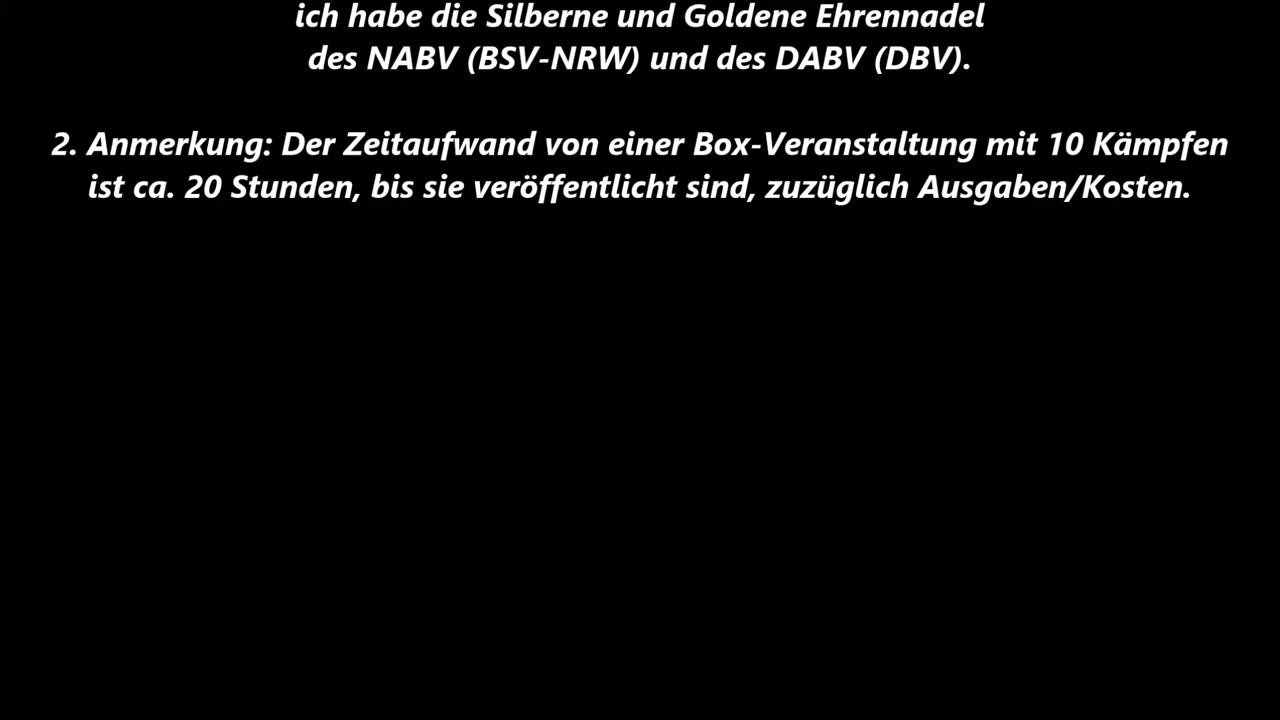 ich habe die Silberne und Goldene Ehrennadel
des NABV (BSV-NRW) und des DABV (DBV).
2. Anmerkung: Der Zeitaufwand von einer Box-Veranstaltung mit 10 Kämpfen
ist ca. 20 Stunden, bis sie veröffentlicht sind, zuzüglich Ausgaben/Kosten.